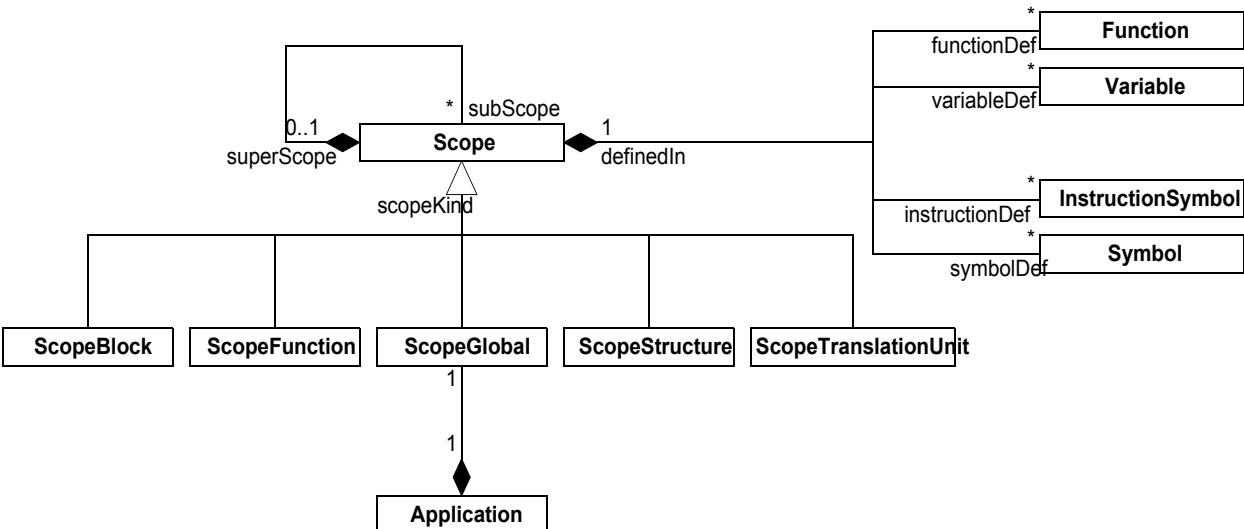 *
Function
functionDef
*
Variable
variableDef
* subScope
0..1
Scope
1
superScope
definedIn
scopeKind
*
InstructionSymbol
instructionDef
*
Symbol
symbolDef
ScopeBlock
ScopeFunction
ScopeGlobal
ScopeStructure
ScopeTranslationUnit
1
1
Application